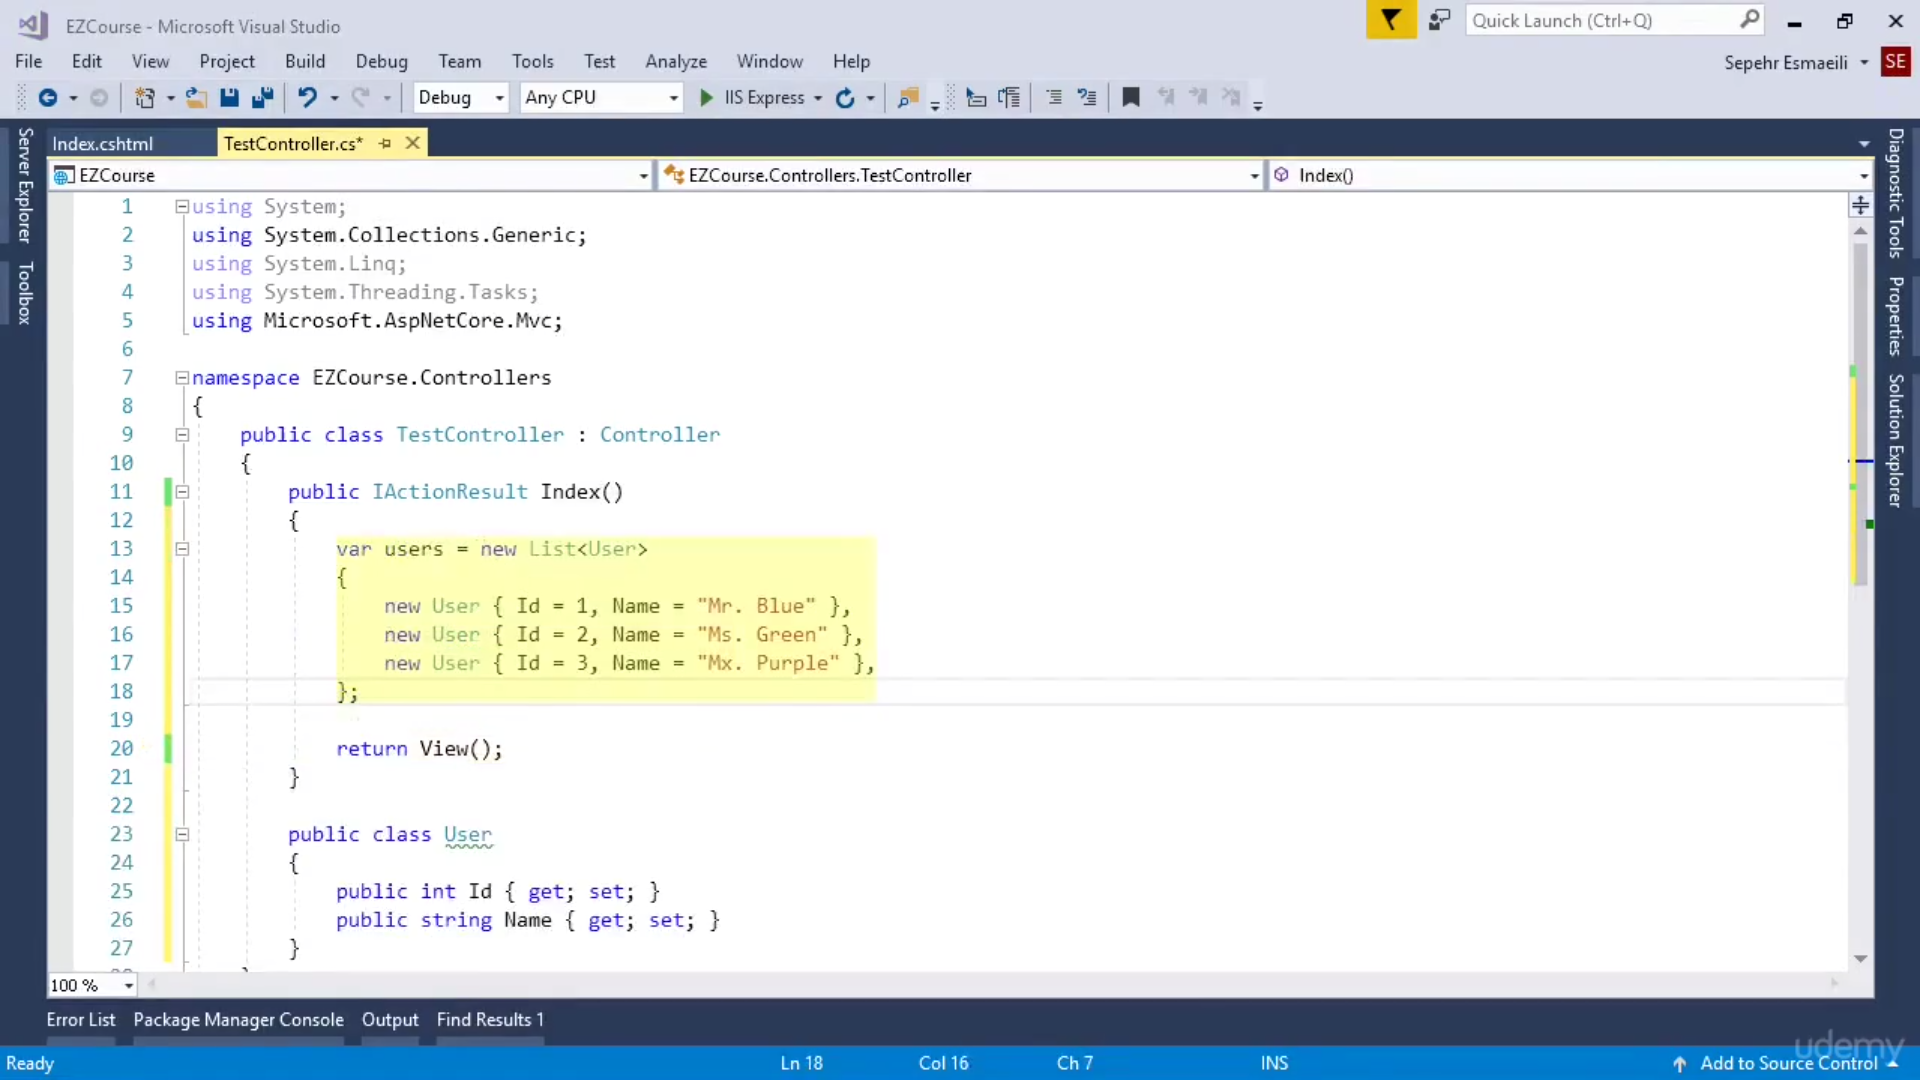 EZCourse - Microsoft Visual Studio
Quick Launch (Ctrl+Q)
File Edit View Project Build Debug Team Tools Test Analyze Window Help
Sepehr Esmaeili SE
Debug Any CPU IIS Express
Index.cshtml TestController.cs*
EZCourse EZCourse.Controllers.TestController Index()
Server Explorer
Toolbox
1 using System;
2 using System.Collections.Generic;
3 using System.Linq;
4 using System.Threading.Tasks;
5 using Microsoft.AspNetCore.Mvc;
6
7 namespace EZCourse.Controllers
8 {
9 public class TestController : Controller
10 {
11 public IActionResult Index()
12 {
13 var users = new List<User>
14 {
15 new User { Id = 1, Name = "Mr. Blue" },
16 new User { Id = 2, Name = "Ms. Green" },
17 new User { Id = 3, Name = "Mx. Purple" },
18 };
19
20 return View();
21 }
22
23 public class User
24 {
25 public int Id { get; set; }
26 public string Name { get; set; }
27 }
Diagnostic Tools
Properties
Solution Explorer
100 %
Error List Package Manager Console Output Find Results 1
udemy
Ready Ln 18 Col 16 Ch 7 INS Add to Source Control